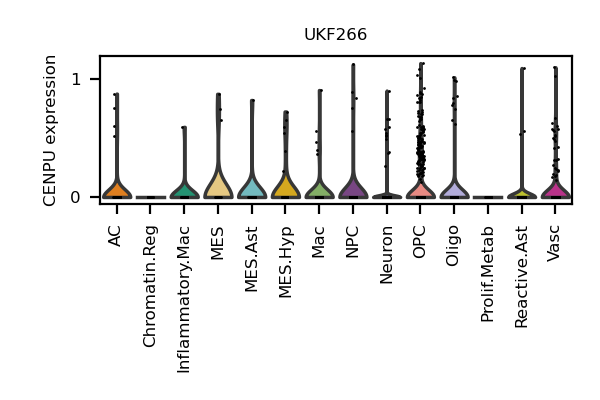 UKF266
CENPU expression
1
0
AC
Chromatin.Reg
Inflammatory.Mac
MES
MES.Ast
MES.Hyp
Mac
NPC
Neuron
OPC
Oligo
Prolif.Metab
Reactive.Ast
Vasc